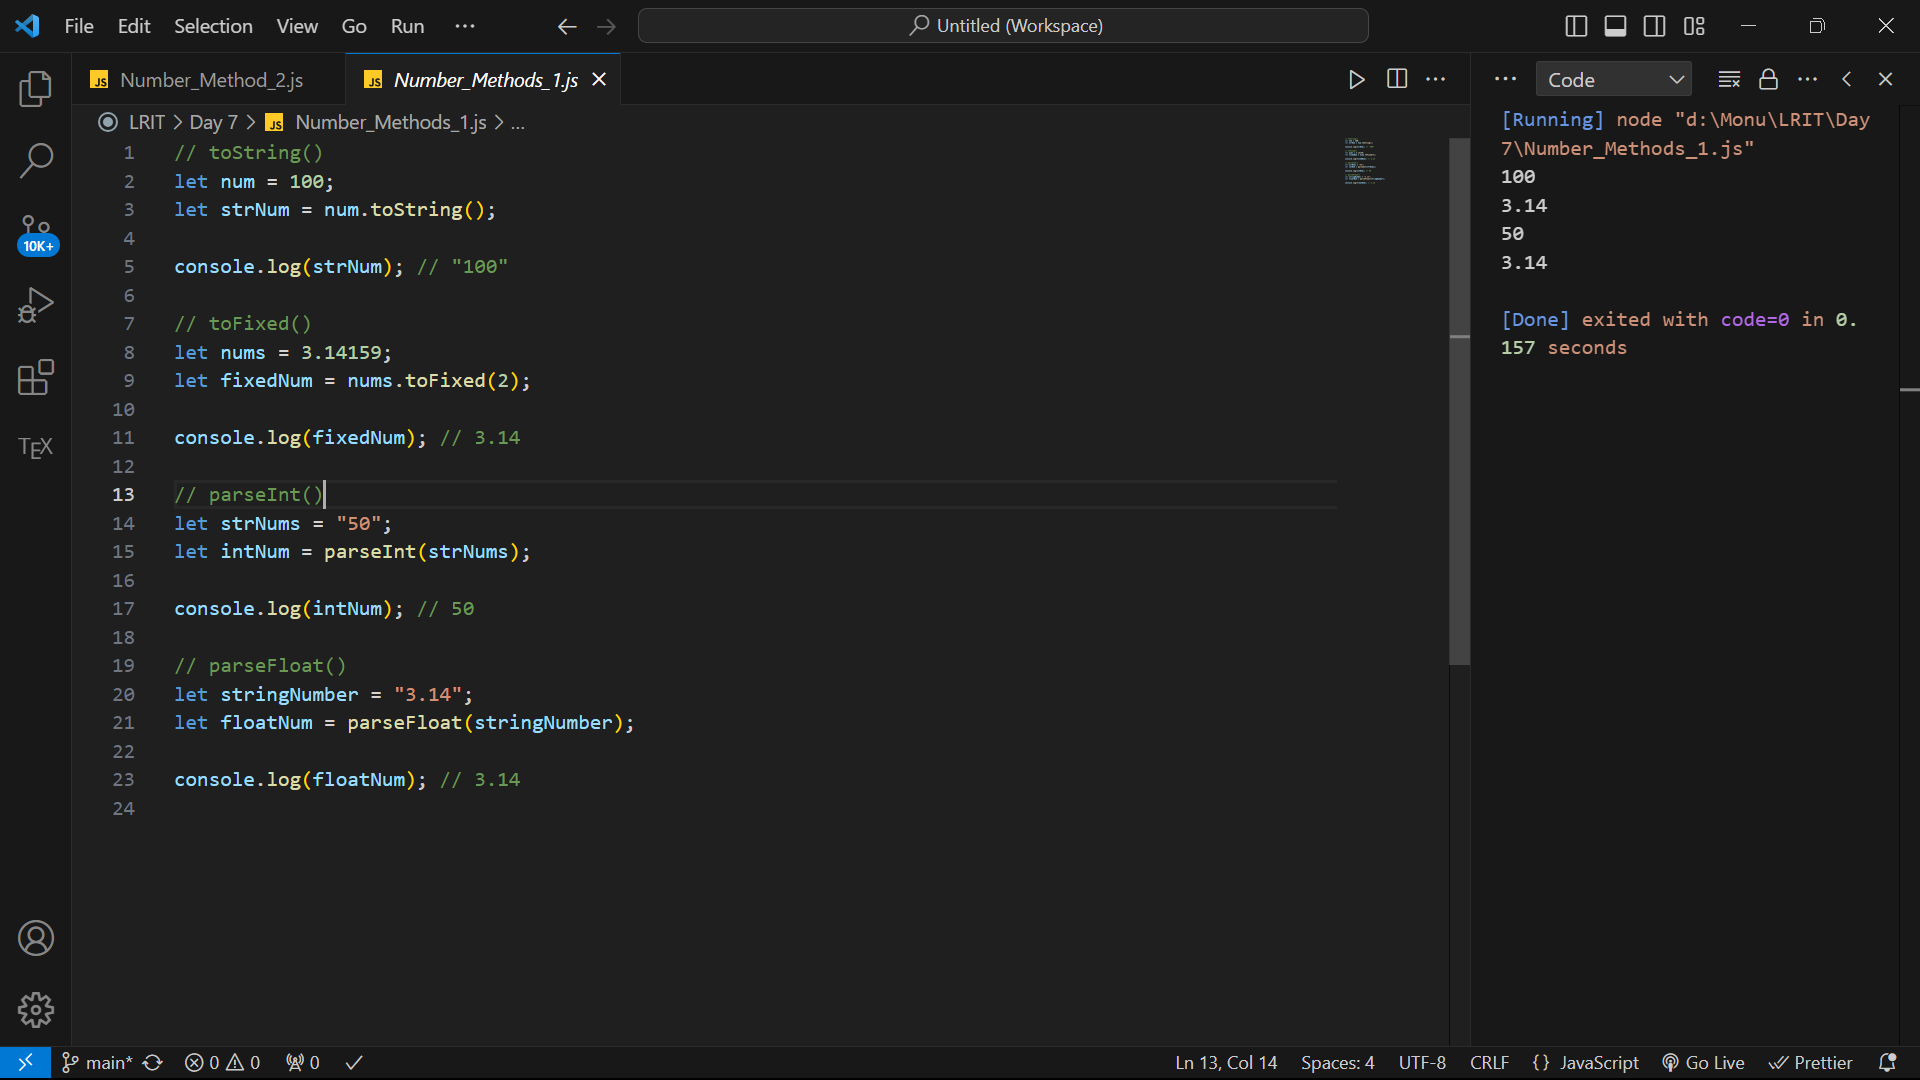 File Edit Selection View Go Run ··· Untitled (Workspace)
Number_Method_2.js Number_Methods_1.js Code
LRIT > Day 7 > Number_Methods_1.js > ...
1 // toString()
2 let num = 100;
3 let strNum = num.toString();
4
5 console.log(strNum); // "100"
6
7 // toFixed()
8 let nums = 3.14159;
9 let fixedNum = nums.toFixed(2);
10
11 console.log(fixedNum); // 3.14
12
13 // parseInt()
14 let strNums = "50";
15 let intNum = parseInt(strNums);
16
17 console.log(intNum); // 50
18
19 // parseFloat()
20 let stringNumber = "3.14";
21 let floatNum = parseFloat(stringNumber);
22
23 console.log(floatNum); // 3.14
24
[Running] node "d:\Monu\LRIT\Day
7\Number_Methods_1.js"
100
3.14
50
3.14
[Done] exited with code=0 in 0.
157 seconds
10K+
TEX
main* 0 0 0 Ln 13, Col 14 Spaces: 4 UTF-8 CRLF {} JavaScript Go Live Prettier